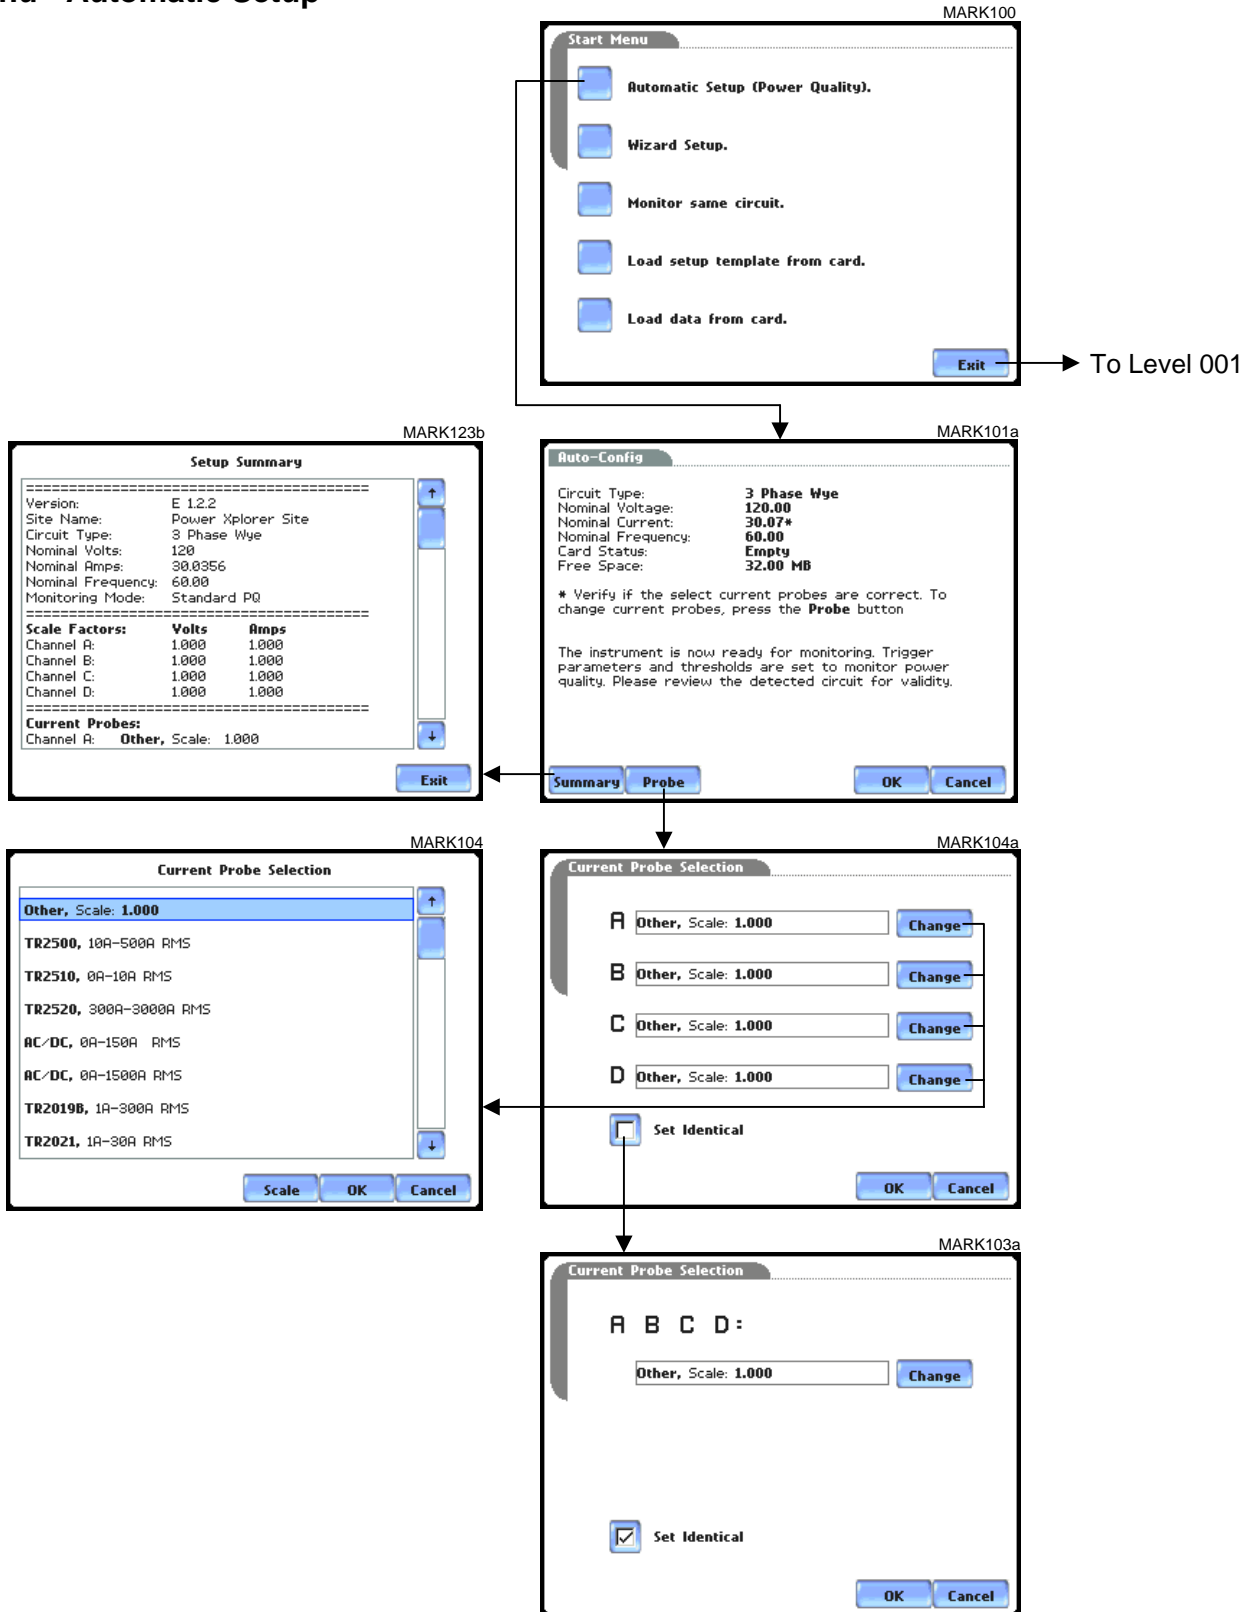 Automatic Setup
MARK100
Start Menu
Automatic Setup (Power Quality).
Wizard Setup.
Monitor same circuit.
Load setup template from card.
Load data from card.
Exit
To Level 001
MARK123b
Setup Summary
========================================
Version: E 1.2.2
Site Name: Power Xplorer Site
Circuit Type: 3 Phase Wye
Nominal Volts: 120
Nominal Amps: 30.0356
Nominal Frequency: 60.00
Monitoring Mode: Standard PQ
========================================
Scale Factors: Volts Amps
Channel A: 1.000 1.000
Channel B: 1.000 1.000
Channel C: 1.000 1.000
Channel D: 1.000 1.000
========================================
Current Probes:
Channel A: Other, Scale: 1.000
Exit
MARK101a
Auto-Config
Circuit Type: 3 Phase Wye
Nominal Voltage: 120.00
Nominal Current: 30.07*
Nominal Frequency: 60.00
Card Status: Empty
Free Space: 32.00 MB
* Verify if the select current probes are correct. To
change current probes, press the Probe button
The instrument is now ready for monitoring. Trigger
parameters and thresholds are set to monitor power
quality. Please review the detected circuit for validity.
Summary Probe OK Cancel
MARK104
Current Probe Selection
Other, Scale: 1.000
TR2500, 10A-500A RMS
TR2510, 0A-10A RMS
TR2520, 300A-3000A RMS
AC/DC, 0A-150A RMS
AC/DC, 0A-1500A RMS
TR2019B, 1A-300A RMS
TR2021, 1A-30A RMS
Scale OK Cancel
MARK104a
Current Probe Selection
A Other, Scale: 1.000 Change
B Other, Scale: 1.000 Change
C Other, Scale: 1.000 Change
D Other, Scale: 1.000 Change
Set Identical
OK Cancel
MARK103a
Current Probe Selection
A B C D:
Other, Scale: 1.000 Change
Set Identical
OK Cancel